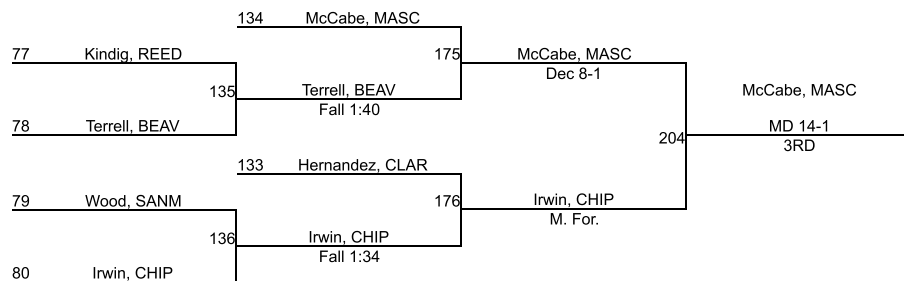 134 McCabe, MASC
77 Kindig, REED
175 McCabe, MASC
Dec 8-1
135 Terrell, BEAV
Fall 1:40
McCabe, MASC
78 Terrell, BEAV
204 MD 14-1
3RD
133 Hernandez, CLAR
79 Wood, SANM
176 Irwin, CHIP
M. For.
136 Irwin, CHIP
Fall 1:34
80 Irwin, CHIP